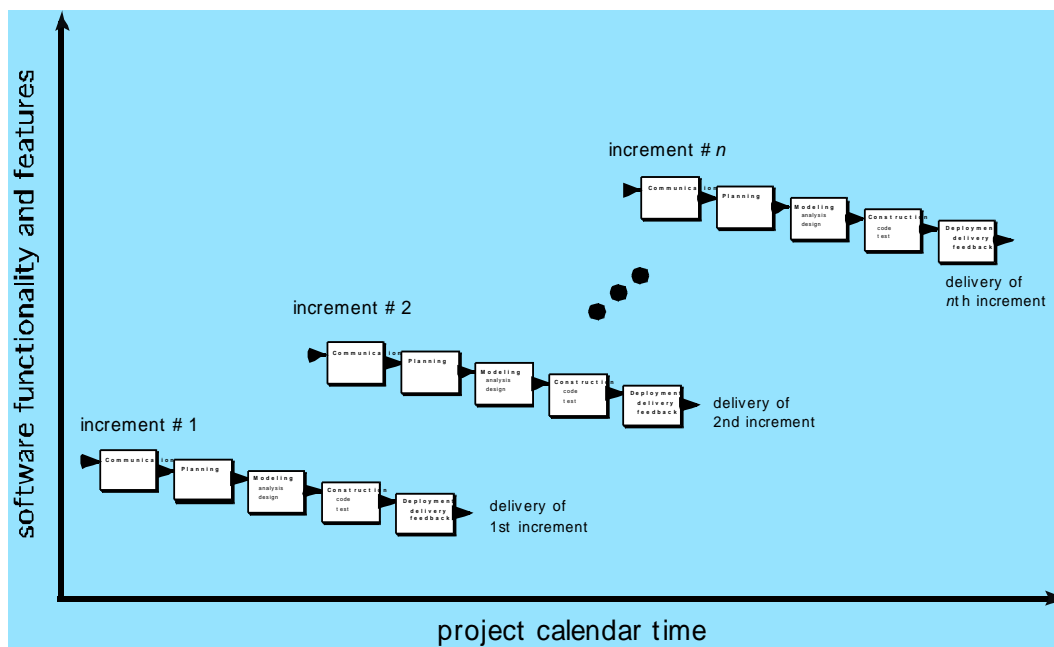 software functionality and features
increment # n
Communication
Planning
Modeling
analysis
design
Construction
code
test
Deployment
delivery
feedback
delivery of
nth increment
increment # 2
Communication
Planning
Modeling
analysis
design
Construction
code
test
Deployment
delivery
feedback
delivery of
2nd increment
increment # 1
Communication
Planning
Modeling
analysis
design
Construction
code
test
Deployment
delivery
feedback
delivery of
1st increment
project calendar time